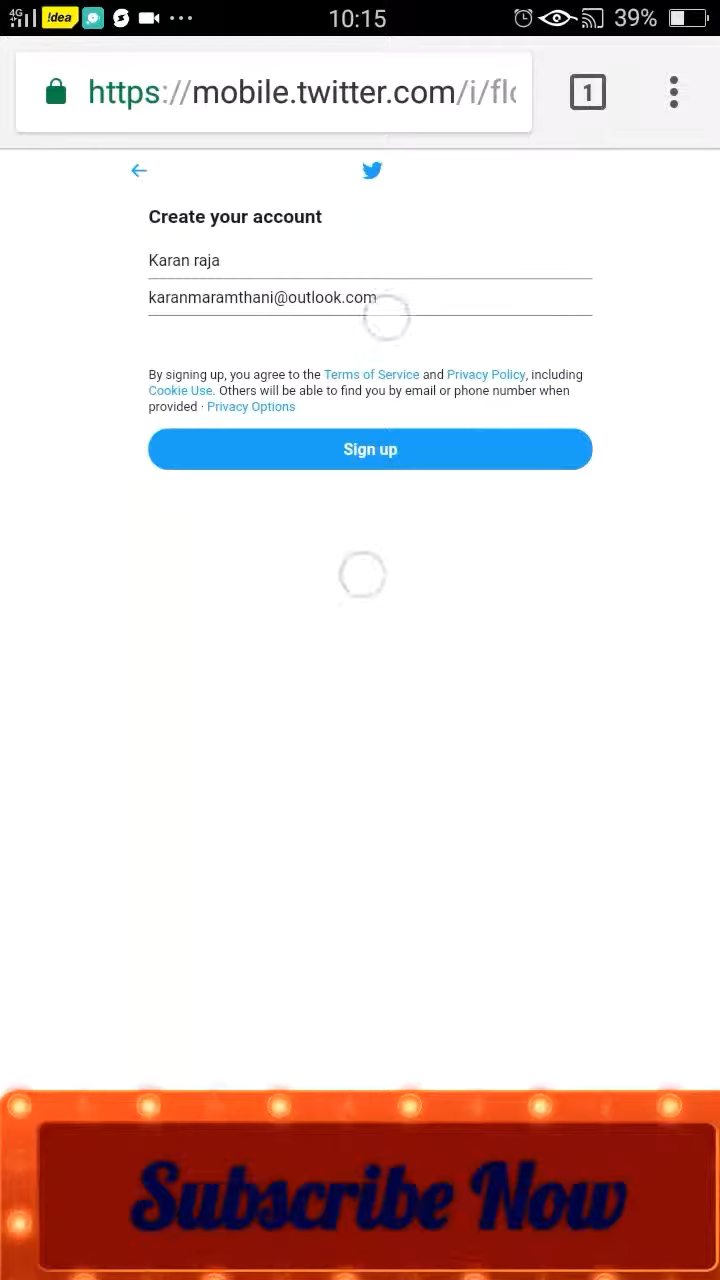 4G !dea 10:15 39%
https://mobile.twitter.com/i/flo 1
Create your account
Karan raja
karanmaramthani@outlook.com
By signing up, you agree to the Terms of Service and Privacy Policy, including
Cookie Use. Others will be able to find you by email or phone number when
provided · Privacy Options
Sign up
Subscribe Now